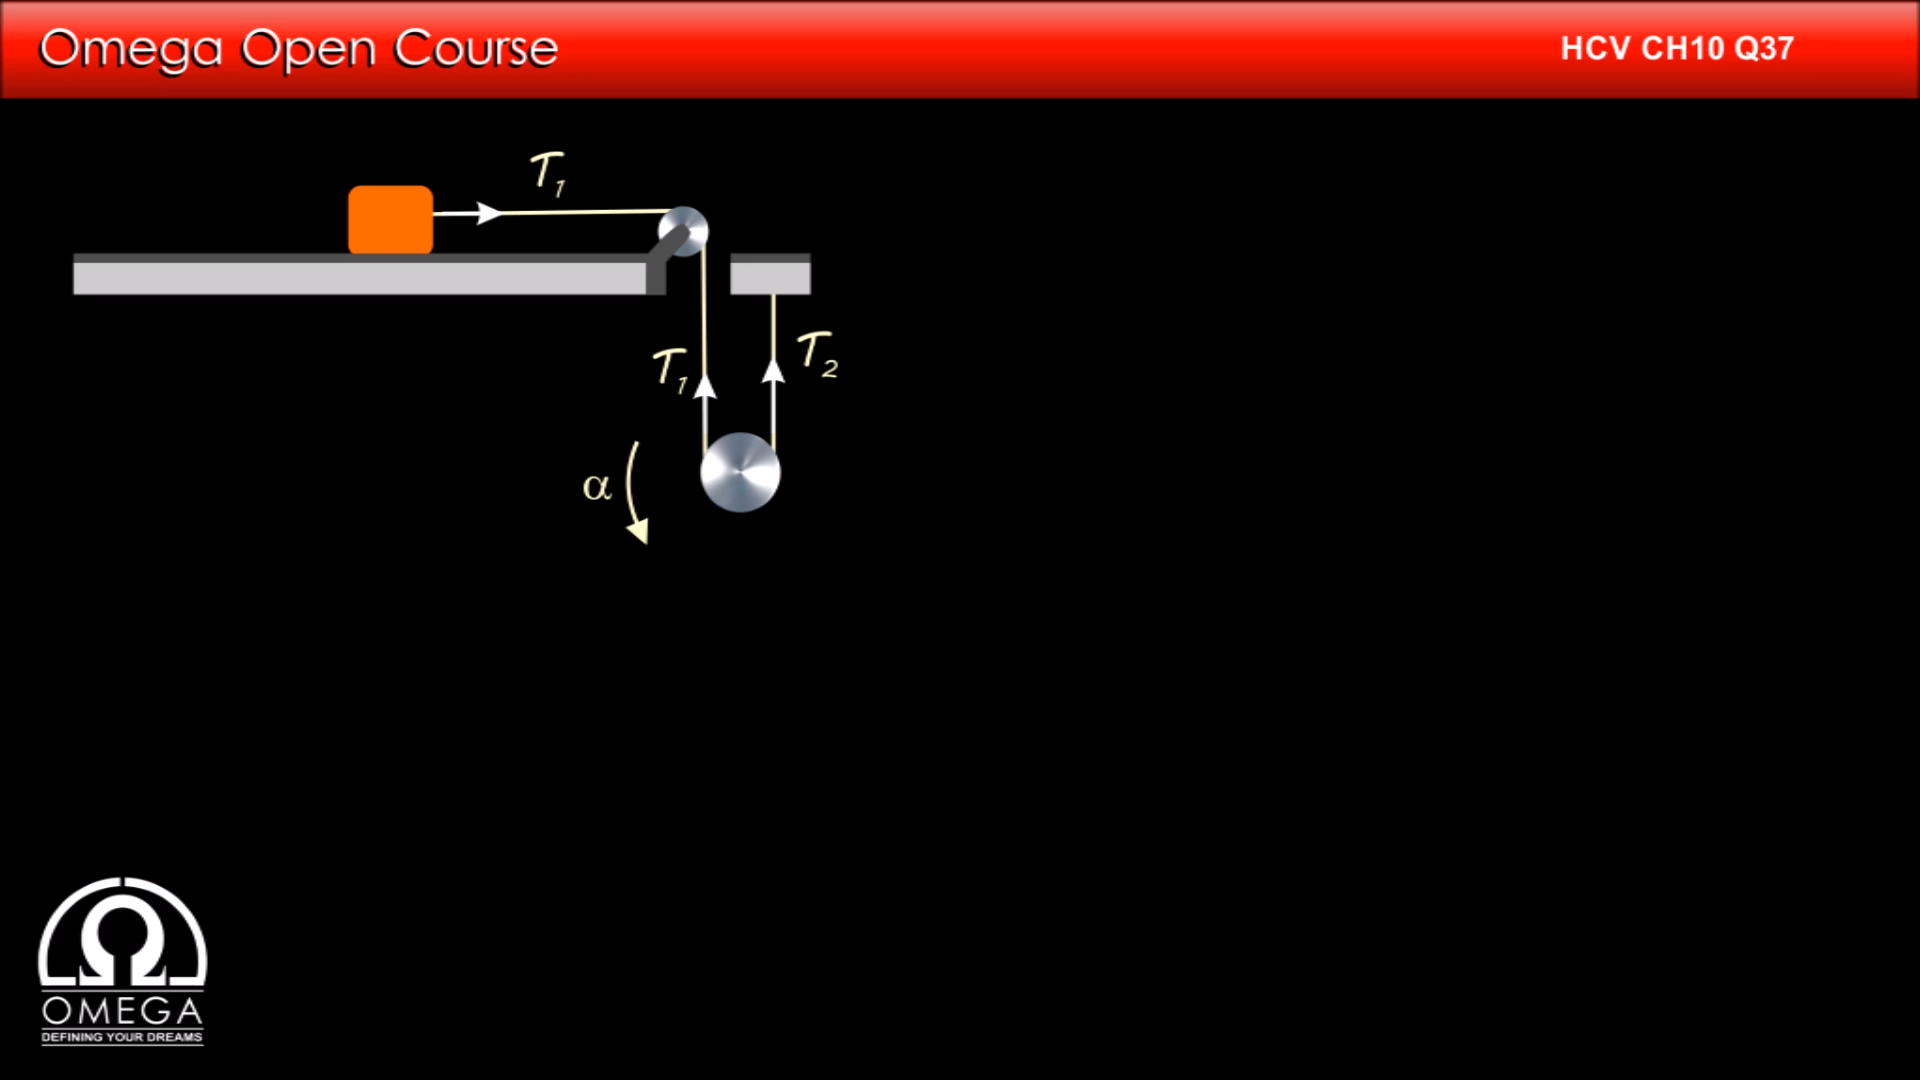 Omega Open Course
HCV CH10 Q37
T₁
T₁
T₂
α
Ω
OMEGA
DEFINING YOUR DREAMS